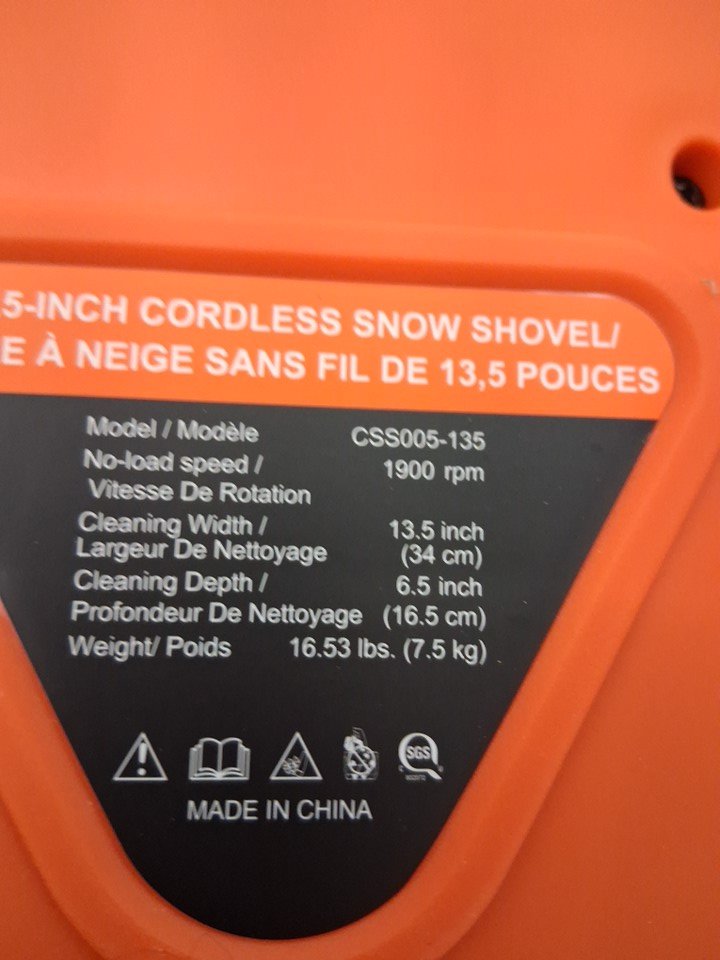 .5-INCH CORDLESS SNOW SHOVEL/
E À NEIGE SANS FIL DE 13,5 POUCES
Model / Modèle CSS005-135
No-load speed / 1900 rpm
Vitesse De Rotation
Cleaning Width / 13.5 inch
Largeur De Nettoyage (34 cm)
Cleaning Depth / 6.5 inch
Profondeur De Nettoyage (16.5 cm)
Weight/ Poids 16.53 lbs. (7.5 kg)
SGS
MADE IN CHINA